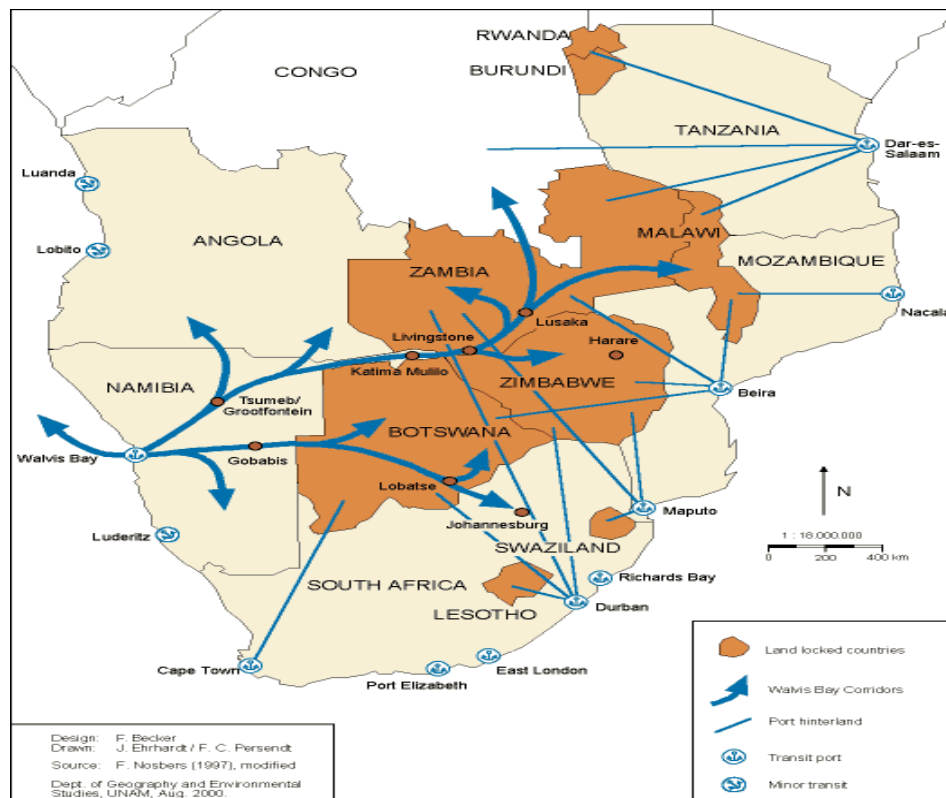 RWANDA
CONGO
BURUNDI
TANZANIA
Dar-es-
Salaam
Luanda
Lobito
ANGOLA
MALAWI
ZAMBIA
MOZAMBIQUE
Nacala
Lusaka
Livingstone
Harare
Katima Mulilo
NAMIBIA
ZIMBABWE
Tsumeb/
Grootfontein
Beira
BOTSWANA
Walvis Bay
Gobabis
Lobatse
N
Maputo
Johannesburg
Luderitz
1 : 18.000.000
0 200 400 km
SWAZILAND
SOUTH AFRICA
Richards Bay
LESOTHO
Durban
Cape Town
East London
Port Elizabeth
Land locked countries
Walvis Bay Corridors
Port hinterland
Transit port
Minor transit
Design: F. Becker
Drawn: J. Ehrhardt / F. C. Persendt
Source: F. Nosbers (1997), modified
Dept. of Geography and Environmental
Studies, UNAM, Aug. 2000.